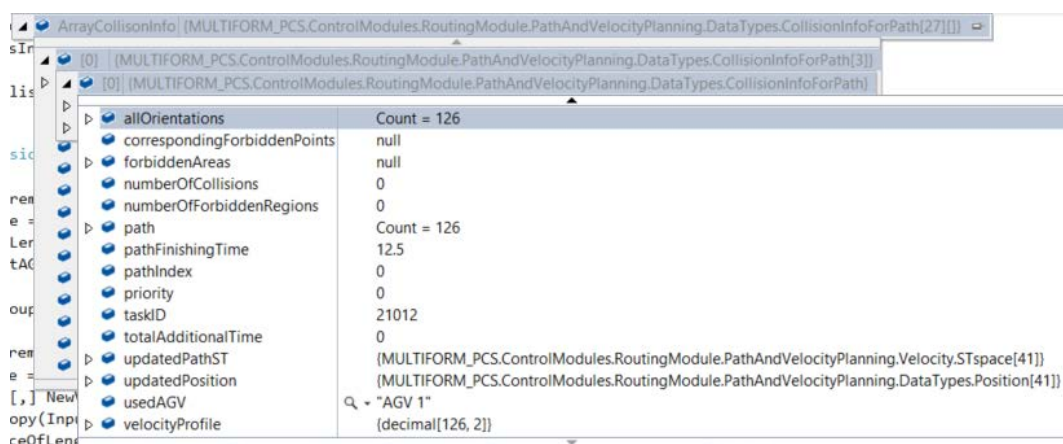 ArrayCollisonInfo {MULTIFORM_PCS.ControlModules.RoutingModule.PathAndVelocityPlanning.DataTypes.CollisionInfoForPath[27][]}
[0] {MULTIFORM_PCS.ControlModules.RoutingModule.PathAndVelocityPlanning.DataTypes.CollisionInfoForPath[3]}
[0] {MULTIFORM_PCS.ControlModules.RoutingModule.PathAndVelocityPlanning.DataTypes.CollisionInfoForPath}
allOrientations Count = 126
correspondingForbiddenPoints null
forbiddenAreas null
numberOfCollisions 0
numberOfForbiddenRegions 0
path Count = 126
pathFinishingTime 12.5
pathIndex 0
priority 0
taskID 21012
totalAdditionalTime 0
updatedPathST {MULTIFORM_PCS.ControlModules.RoutingModule.PathAndVelocityPlanning.Velocity.STspace[41]}
updatedPosition {MULTIFORM_PCS.ControlModules.RoutingModule.PathAndVelocityPlanning.DataTypes.Position[41]}
usedAGV "AGV 1"
velocityProfile {decimal[126, 2]}